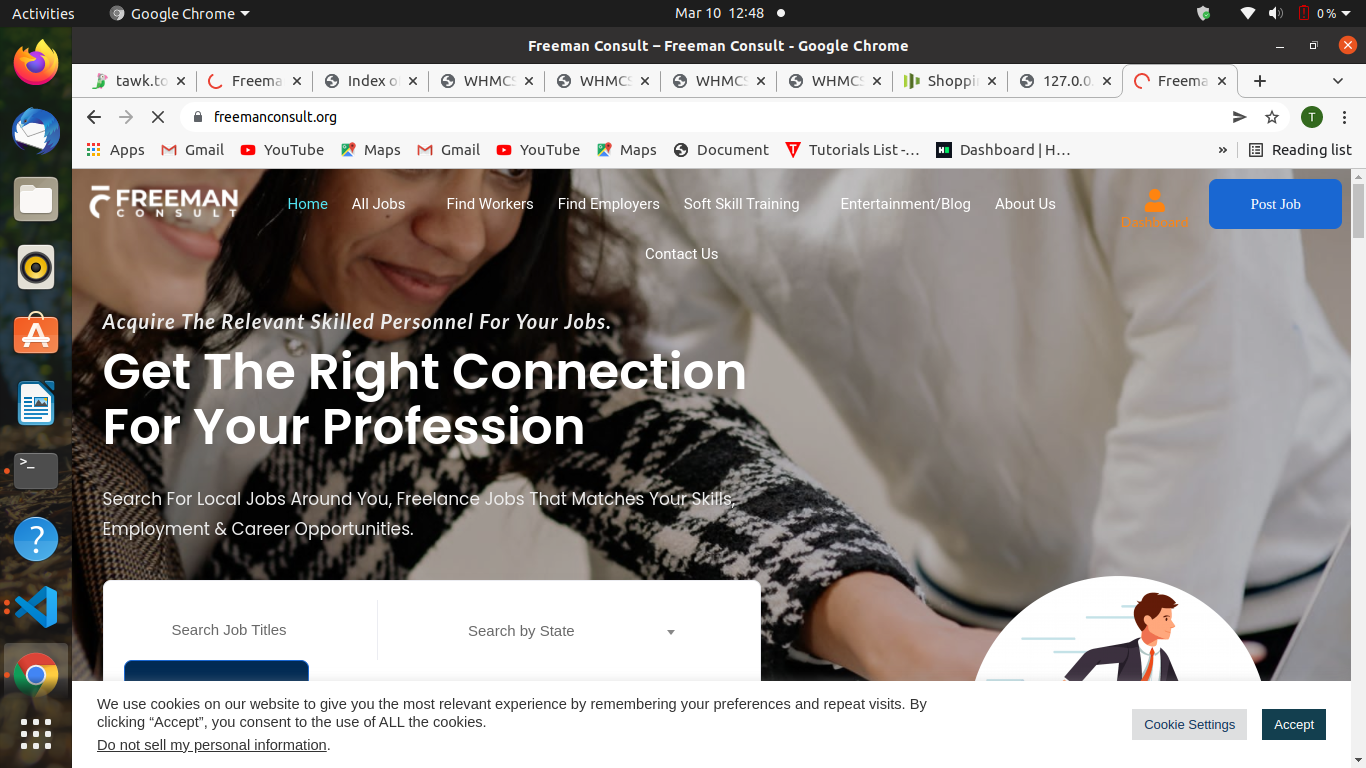 Activities
Google Chrome
Mar 10 12:48
0 %
Freeman Consult – Freeman Consult - Google Chrome
tawk.to
Freema
Index o
WHMCS
WHMCS
WHMCS
WHMCS
Shoppi
127.0.0.
Freema
freemanconsult.org
T
Apps
Gmail
YouTube
Maps
Gmail
YouTube
Maps
Document
Tutorials List -…
Dashboard | H…
»
Reading list
FREEMAN
CONSULT
Home
All Jobs
Find Workers
Find Employers
Soft Skill Training
Entertainment/Blog
About Us
Contact Us
Dashboard
Post Job
Acquire The Relevant Skilled Personnel For Your Jobs.
Get The Right Connection
For Your Profession
Search For Local Jobs Around You, Freelance Jobs That Matches Your Skills,
Employment & Career Opportunities.
Search Job Titles
Search by State
We use cookies on our website to give you the most relevant experience by remembering your preferences and repeat visits. By
clicking “Accept”, you consent to the use of ALL the cookies.
Do not sell my personal information.
Cookie Settings
Accept